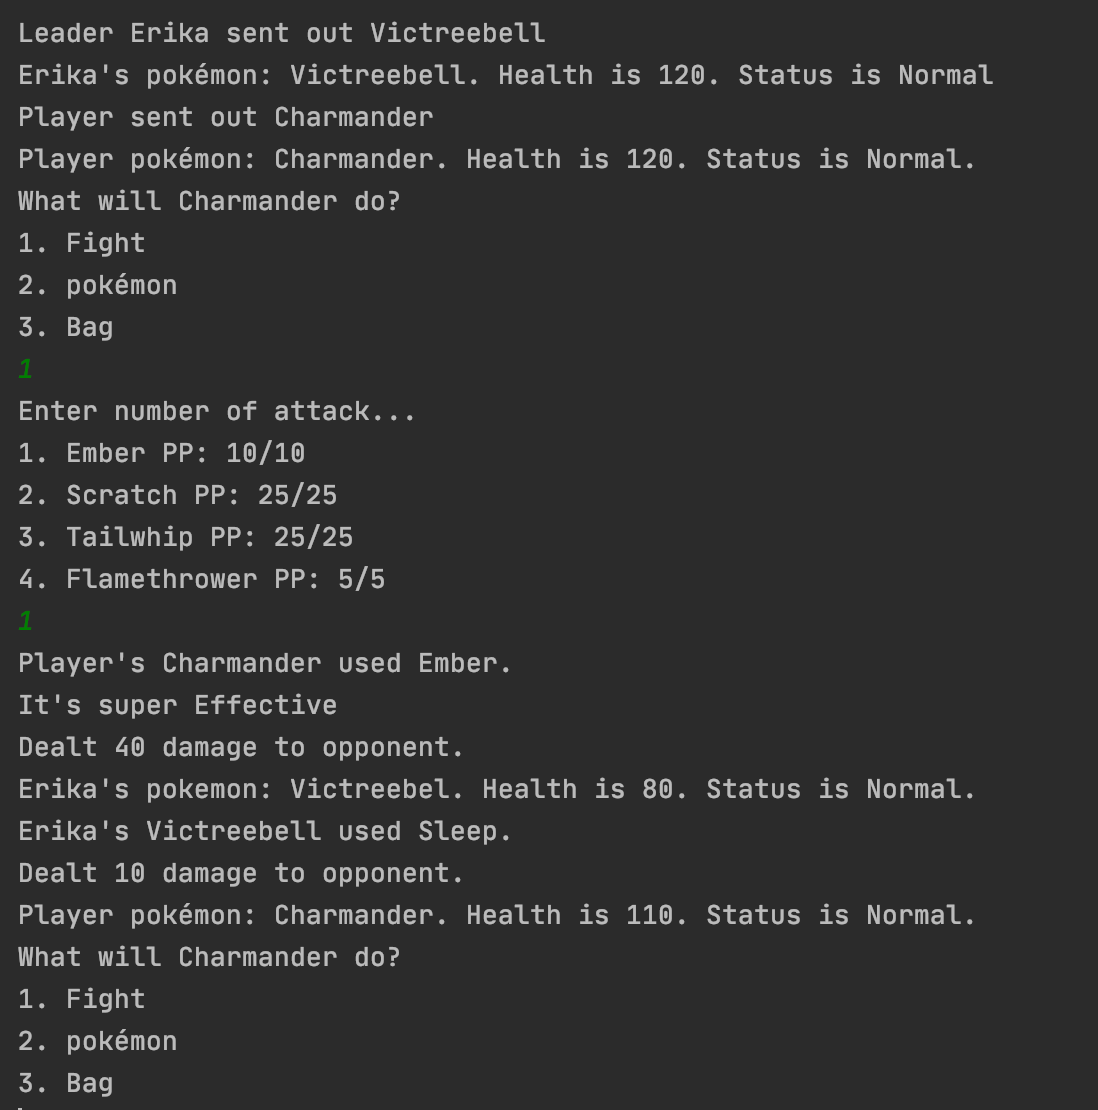 Leader Erika sent out Victreebell
Erika's pokémon: Victreebell. Health is 120. Status is Normal
Player sent out Charmander
Player pokémon: Charmander. Health is 120. Status is Normal.
What will Charmander do?
1. Fight
2. pokémon
3. Bag
1
Enter number of attack...
1. Ember PP: 10/10
2. Scratch PP: 25/25
3. Tailwhip PP: 25/25
4. Flamethrower PP: 5/5
1
Player's Charmander used Ember.
It's super Effective
Dealt 40 damage to opponent.
Erika's pokemon: Victreebel. Health is 80. Status is Normal.
Erika's Victreebell used Sleep.
Dealt 10 damage to opponent.
Player pokémon: Charmander. Health is 110. Status is Normal.
What will Charmander do?
1. Fight
2. pokémon
3. Bag